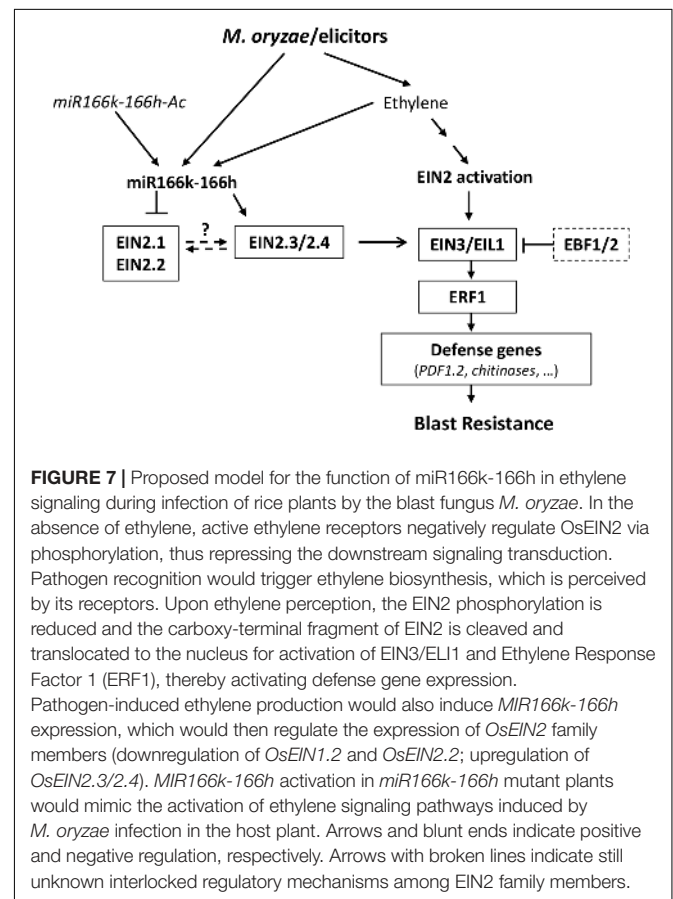 M. oryzae/elicitors
miR166k-166h-Ac
Ethylene
miR166k-166h
EIN2 activation
EIN2.1
EIN2.2
?
EIN2.3/2.4
EIN3/EIL1
EBF1/2
ERF1
Defense genes
(PDF1.2, chitinases, ...)
Blast Resistance
FIGURE 7 | Proposed model for the function of miR166k-166h in ethylene
signaling during infection of rice plants by the blast fungus M. oryzae. In the
absence of ethylene, active ethylene receptors negatively regulate OsEIN2 via
phosphorylation, thus repressing the downstream signaling transduction.
Pathogen recognition would trigger ethylene biosynthesis, which is perceived
by its receptors. Upon ethylene perception, the EIN2 phosphorylation is
reduced and the carboxy-terminal fragment of EIN2 is cleaved and
translocated to the nucleus for activation of EIN3/ELI1 and Ethylene Response
Factor 1 (ERF1), thereby activating defense gene expression.
Pathogen-induced ethylene production would also induce MIR166k-166h
expression, which would then regulate the expression of OsEIN2 family
members (downregulation of OsEIN1.2 and OsEIN2.2; upregulation of
OsEIN2.3/2.4). MIR166k-166h activation in miR166k-166h mutant plants
would mimic the activation of ethylene signaling pathways induced by
M. oryzae infection in the host plant. Arrows and blunt ends indicate positive
and negative regulation, respectively. Arrows with broken lines indicate still
unknown interlocked regulatory mechanisms among EIN2 family members.